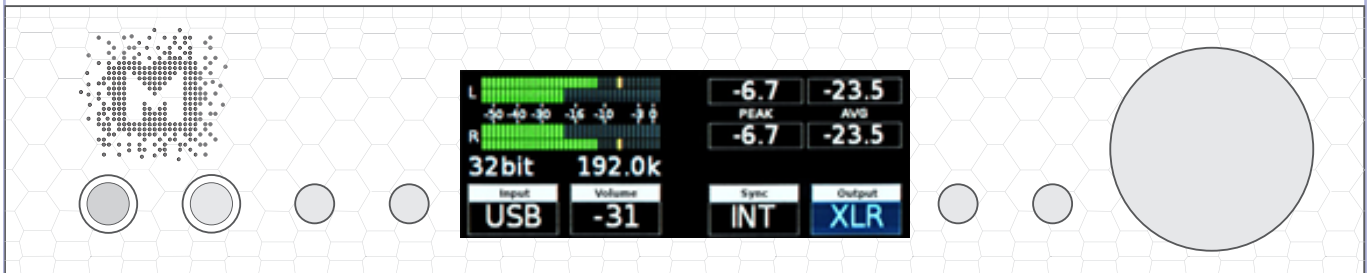 M
L
-50 -40 -30 -16 -10 -3 0
R
32bit 192.0k
-6.7 -23.5
PEAK AVG
-6.7 -23.5
Input Volume Sync Output
USB -31 INT XLR